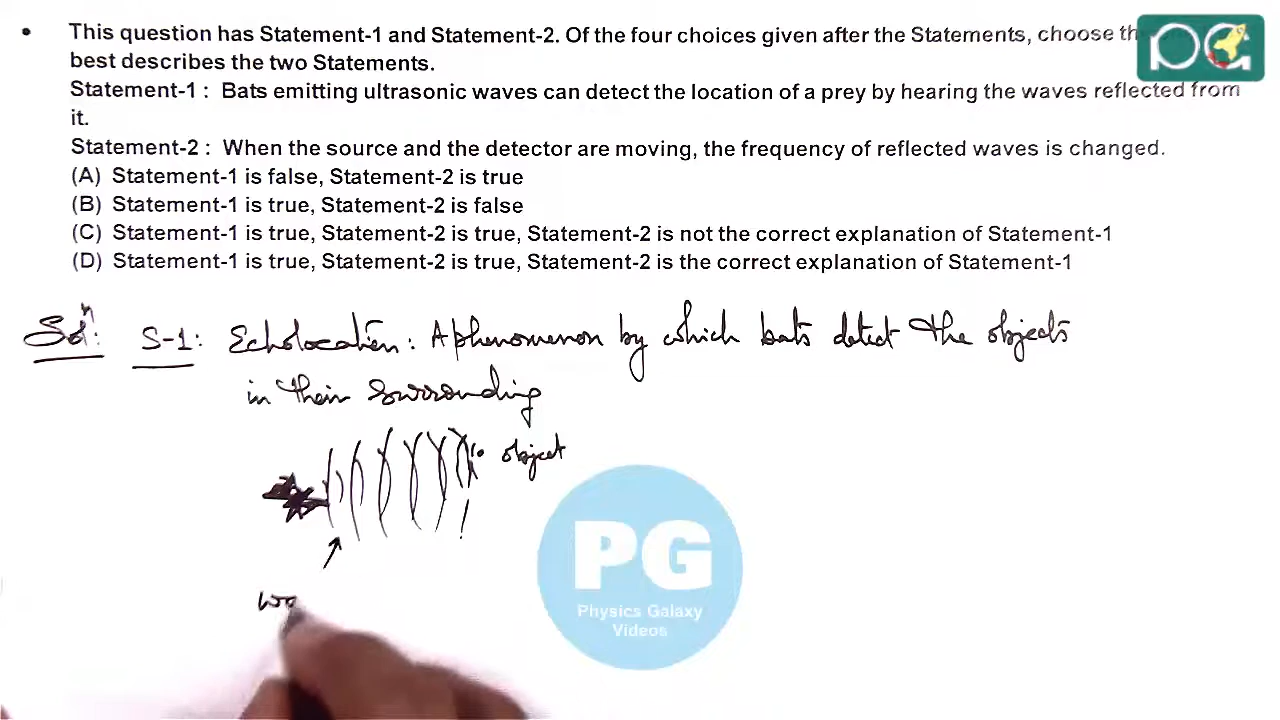 • This question has Statement-1 and Statement-2. Of the four choices given after the Statements, choose
best describes the two Statements.
Statement-1 : Bats emitting ultrasonic waves can detect the location of a prey by hearing the waves reflected from
it.
Statement-2 : When the source and the detector are moving, the frequency of reflected waves is changed.
(A) Statement-1 is false, Statement-2 is true
(B) Statement-1 is true, Statement-2 is false
(C) Statement-1 is true, Statement-2 is true, Statement-2 is not the correct explanation of Statement-1
(D) Statement-1 is true, Statement-2 is true, Statement-2 is the correct explanation of Statement-1
Solⁿ: S-1: Echolocation: A phenomenon by which bats detect the objects
in their surrounding
object
PG
Physics Galaxy
Videos